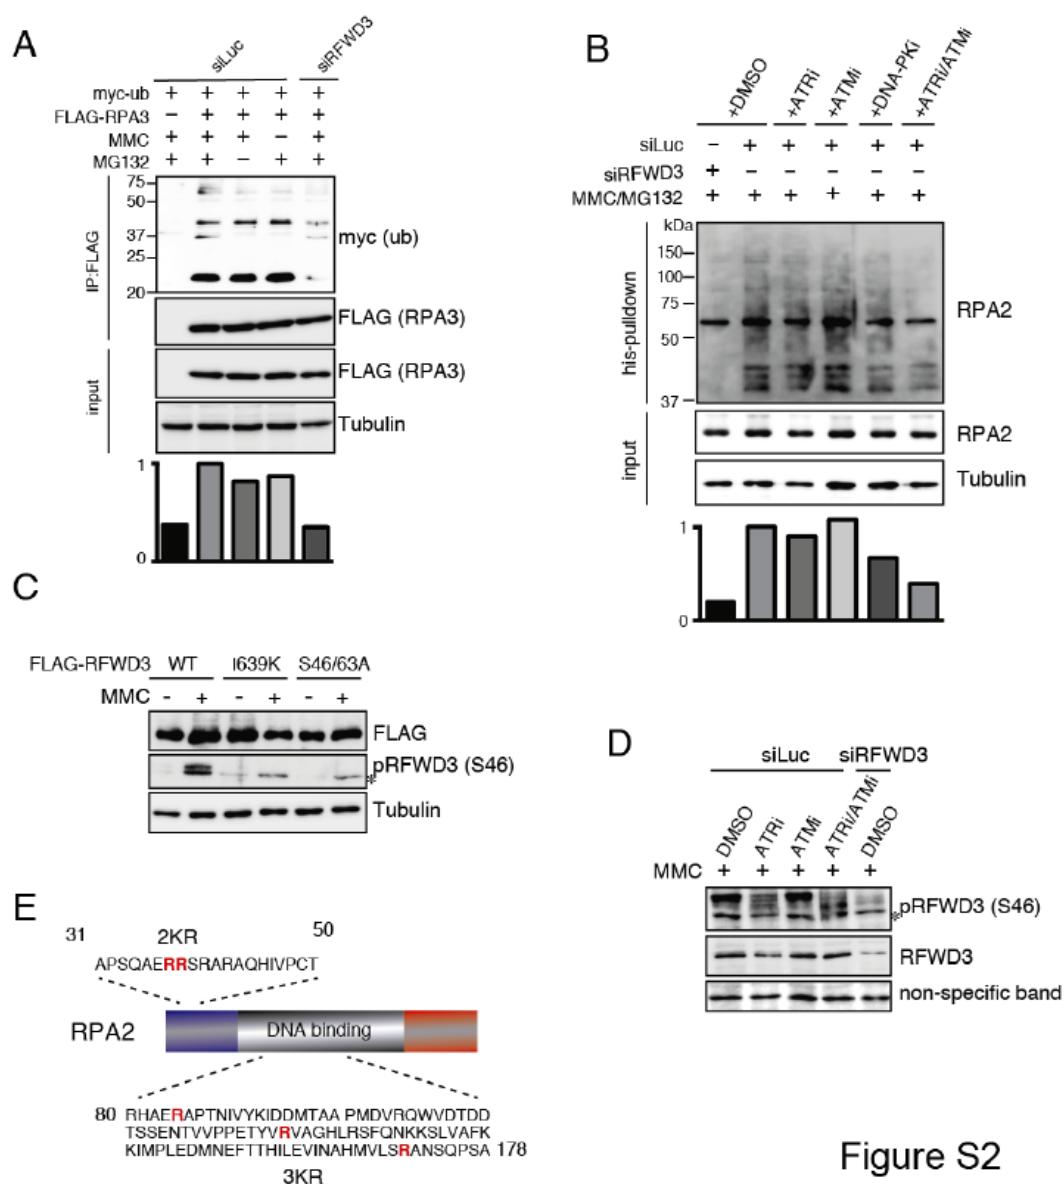 A
siLuc siRFWD3
myc-ub + + + + +
FLAG-RPA3 - + + + +
MMC + + + - +
MG132 + + - + +
75
50
37
25
20
IP:FLAG
myc (ub)
FLAG (RPA3)
input
FLAG (RPA3)
Tubulin
1
0
B
+DMSO +ATRi +ATMi +DNA-PKi +ATRi/ATMi
siLuc - + + + + +
siRFWD3 + - - - - -
MMC/MG132 + + + + + +
kDa
150
100
75
50
37
his-pulldown
RPA2
input
RPA2
Tubulin
1
0
C
FLAG-RFWD3 WT I639K S46/63A
MMC - + - + - +
FLAG
pRFWD3 (S46)
*
Tubulin
D
siLuc siRFWD3
DMSO ATRi ATMi ATRi/ATMi DMSO
MMC + + + + +
pRFWD3 (S46)
*
RFWD3
non-specific band
E
31 2KR 50
APSQAERRSRARAQHIVPCT
RPA2 DNA binding
80 RHAERAPTNIVYKIDDMTAA PMDVRQWVDTDD
TSSENTVVPPETYVRVAGHLRSFQNKKSLVAFK
KIMPLEDMNEFTTHILEVINAHMVLSRANSQPSA 178
3KR
Figure S2